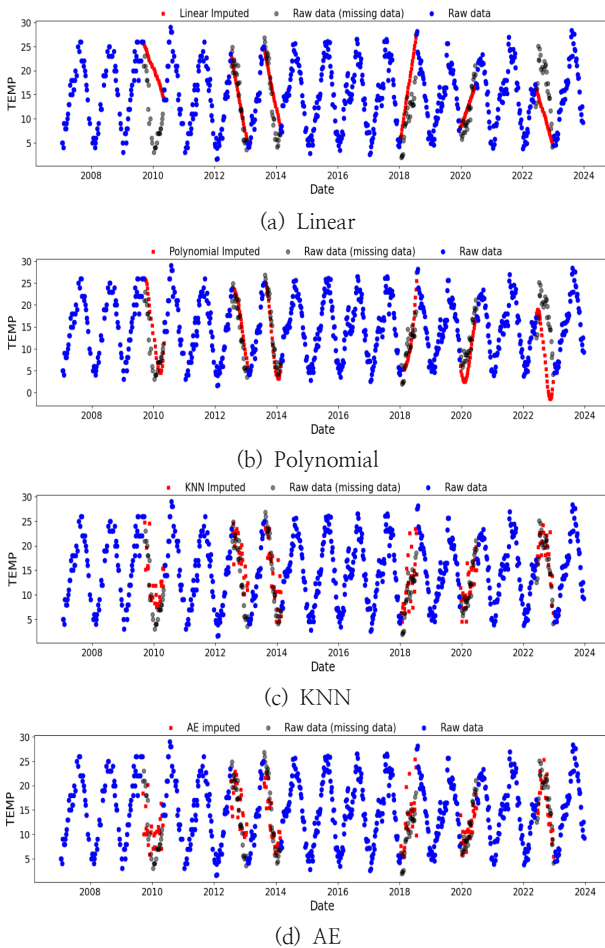 Linear Imputed Raw data (missing data) Raw data
30
25
20
15
10
5
TEMP
2008 2010 2012 2014 2016 2018 2020 2022 2024
Date
(a) Linear
Polynomial Imputed Raw data (missing data) Raw data
30
25
20
15
10
5
0
TEMP
2008 2010 2012 2014 2016 2018 2020 2022 2024
Date
(b) Polynomial
KNN Imputed Raw data (missing data) Raw data
30
25
20
15
10
5
TEMP
2008 2010 2012 2014 2016 2018 2020 2022 2024
Date
(c) KNN
AE imputed Raw data (missing data) Raw data
30
25
20
15
10
5
TEMP
2008 2010 2012 2014 2016 2018 2020 2022 2024
Date
(d) AE